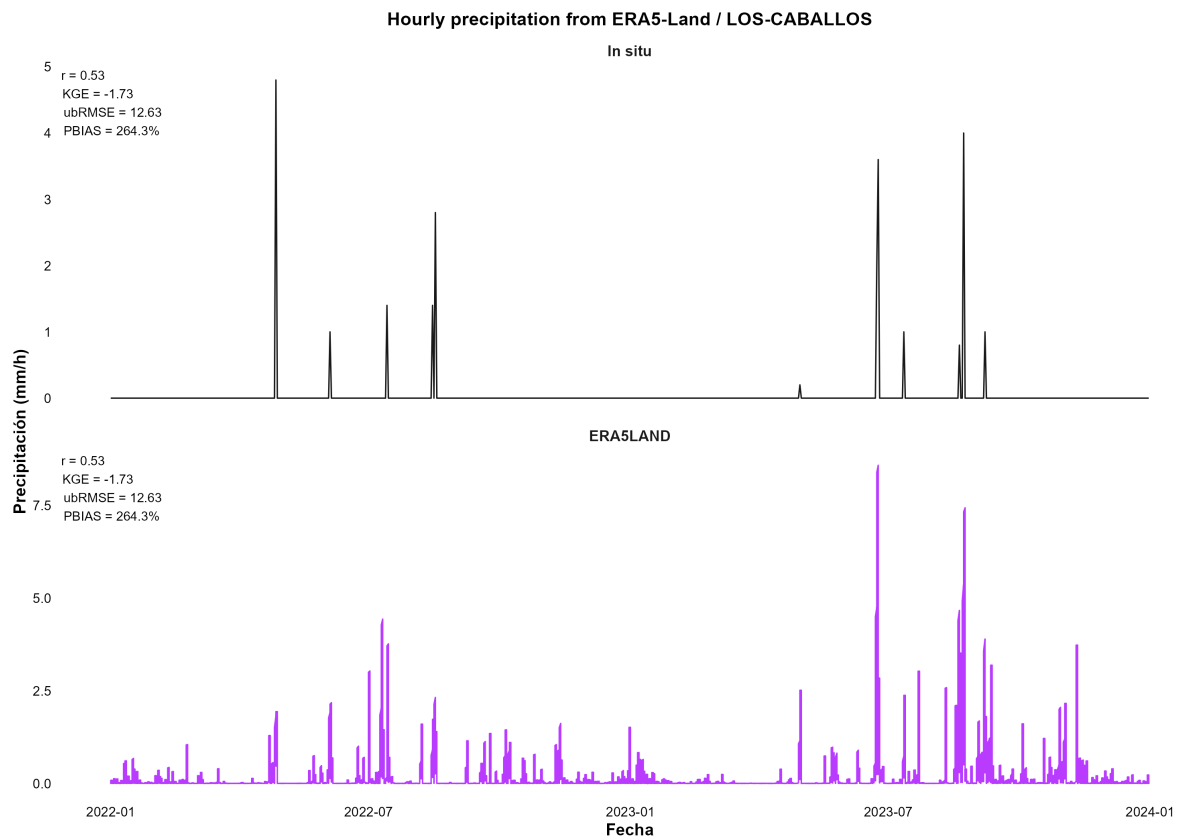 Hourly precipitation from ERA5-Land / LOS-CABALLOS
In situ
r = 0.53
KGE = -1.73
ubRMSE = 12.63
PBIAS = 264.3%
5
4
3
2
1
0
Precipitación (mm/h)
ERA5LAND
r = 0.53
KGE = -1.73
ubRMSE = 12.63
PBIAS = 264.3%
7.5
5.0
2.5
0.0
2022-01
2022-07
2023-01
2023-07
2024-01
Fecha